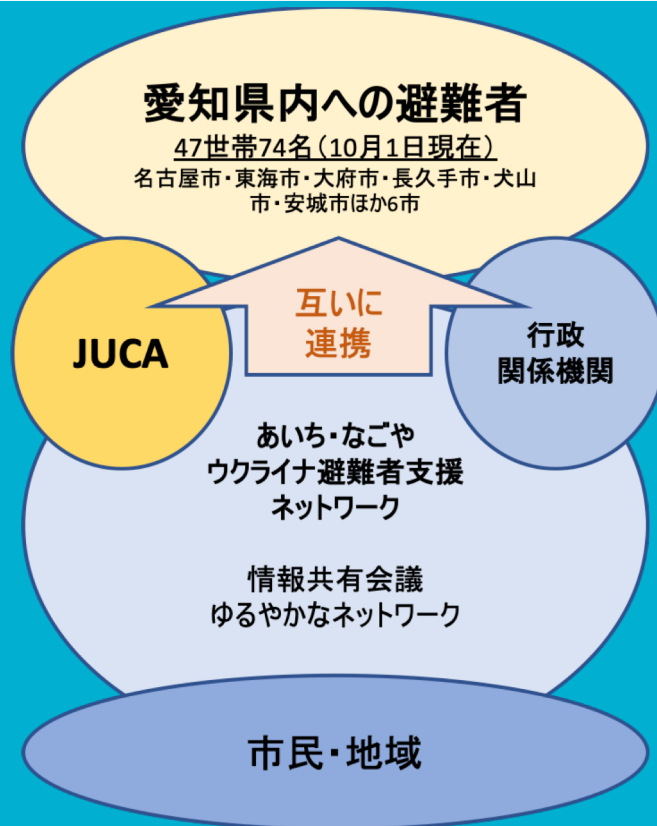 愛知県内への避難者
47世帯74名（10月1日現在）
名古屋市・東海市・大府市・長久手市・犬山
市・安城市ほか6市
JUCA
互いに
連携
行政
関係機関
あいち・なごや
ウクライナ避難者支援
ネットワーク
情報共有会議
ゆるやかなネットワーク
市民・地域